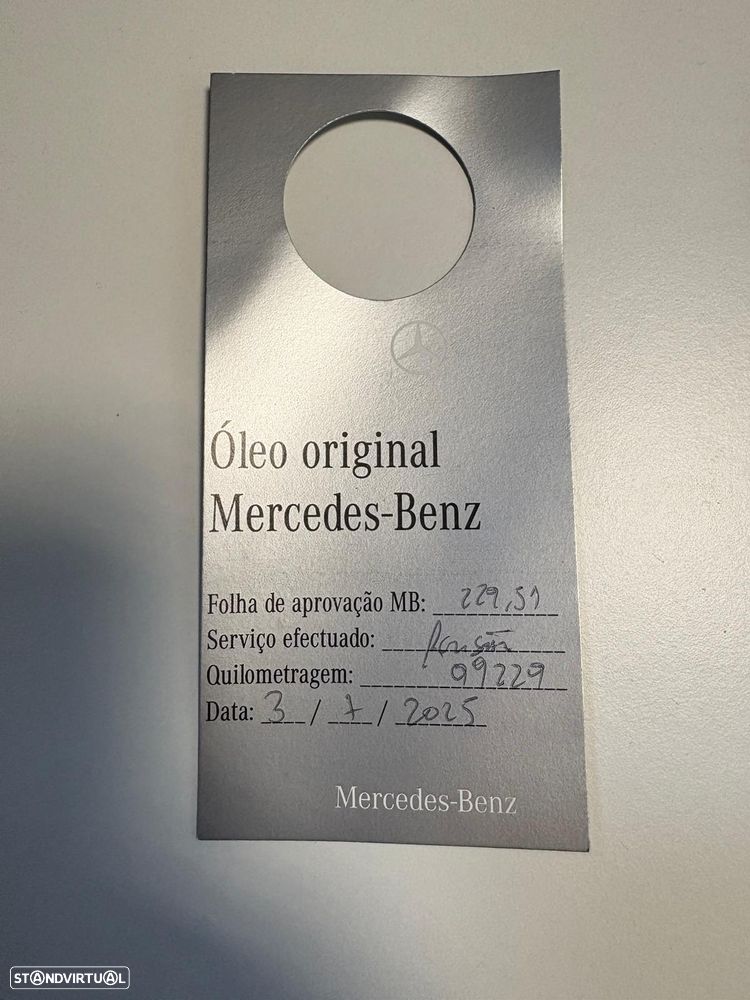 Óleo original
Mercedes-Benz
Folha de aprovação MB: 229.51
Serviço efectuado: Revisão
Quilometragem: 99229
Data: 3 / 7 / 2025
Mercedes-Benz
STANDVIRTUAL